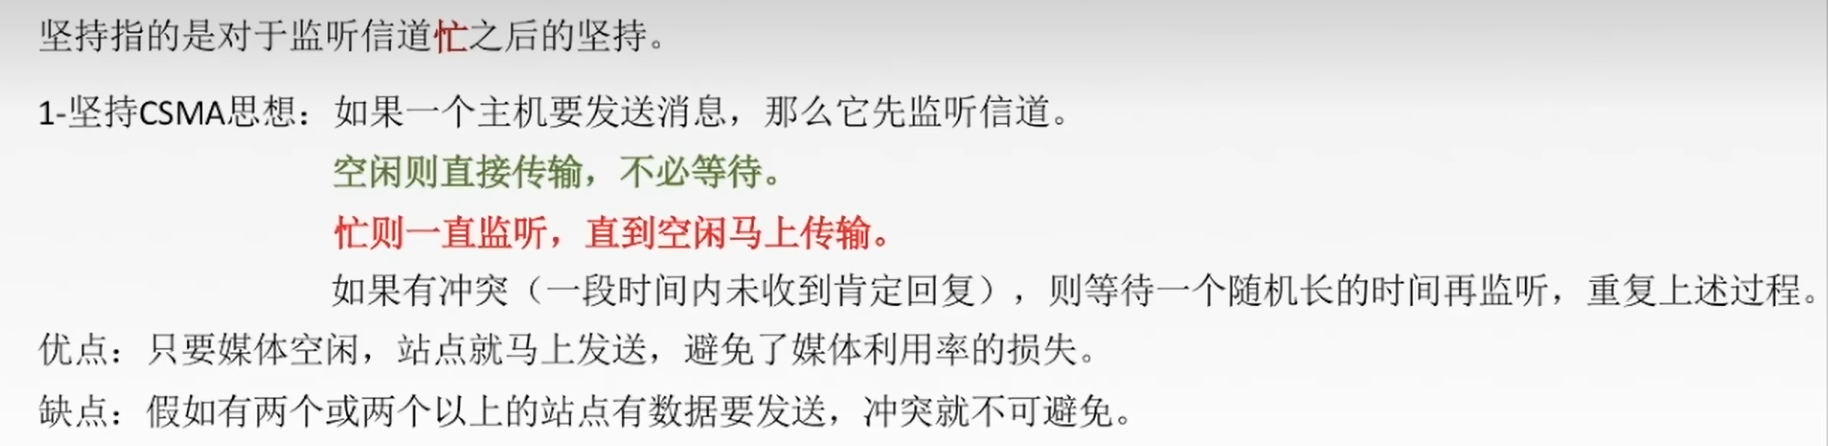 坚持指的是对于监听信道忙之后的坚持。
1-坚持CSMA思想：如果一个主机要发送消息，那么它先监听信道。
空闲则直接传输，不必等待。
忙则一直监听，直到空闲马上传输。
如果有冲突（一段时间内未收到肯定回复），则等待一个随机长的时间再监听，重复上述过程。
优点：只要媒体空闲，站点就马上发送，避免了媒体利用率的损失。
缺点：假如有两个或两个以上的站点有数据要发送，冲突就不可避免。